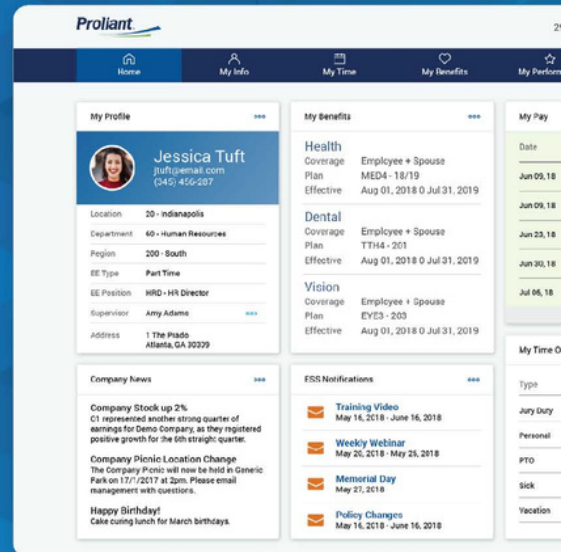 Proliant
29
Home
My Info
My Time
My Benefits
My Perform
My Profile
Jessica Tuft
jtuft@email.com
(345) 456-287
Location 20 - Indianapolis
Department 60 - Human Resources
Region 200 - South
EE Type Part Time
EE Position HRD - HR Director
Supervisor Amy Adams
Address 1 The Prado
Atlanta, GA 30339
My Benefits
Health
Coverage Employee + Spouse
Plan MED4 - 18/19
Effective Aug 01, 2018 0 Jul 31, 2019
Dental
Coverage Employee + Spouse
Plan TTH4 - 201
Effective Aug 01, 2018 0 Jul 31, 2019
Vision
Coverage Employee + Spouse
Plan EYE3 - 203
Effective Aug 01, 2018 0 Jul 31, 2019
My Pay
Date
Jun 09, 18
Jun 09, 18
Jun 23, 18
Jun 30, 18
Jul 06, 18
Company News
Company Stock up 2%
Q1 represented another strong quarter of
earnings for Demo Company, as they registered
positive growth for the 6th straight quarter.
Company Picnic Location Change
The Company Picnic will now be held in Generic
Park on 17/1/2017 at 2pm. Please email
management with questions.
Happy Birthday!
Cake curing lunch for March birthdays.
ESS Notifications
Training Video
May 16, 2018 - June 16, 2018
Weekly Webinar
May 20, 2018 - May 25, 2018
Memorial Day
May 27, 2018
Policy Changes
May 16, 2018 - June 16, 2018
My Time O
Type
Jury Duty
Personal
PTO
Sick
Vacation